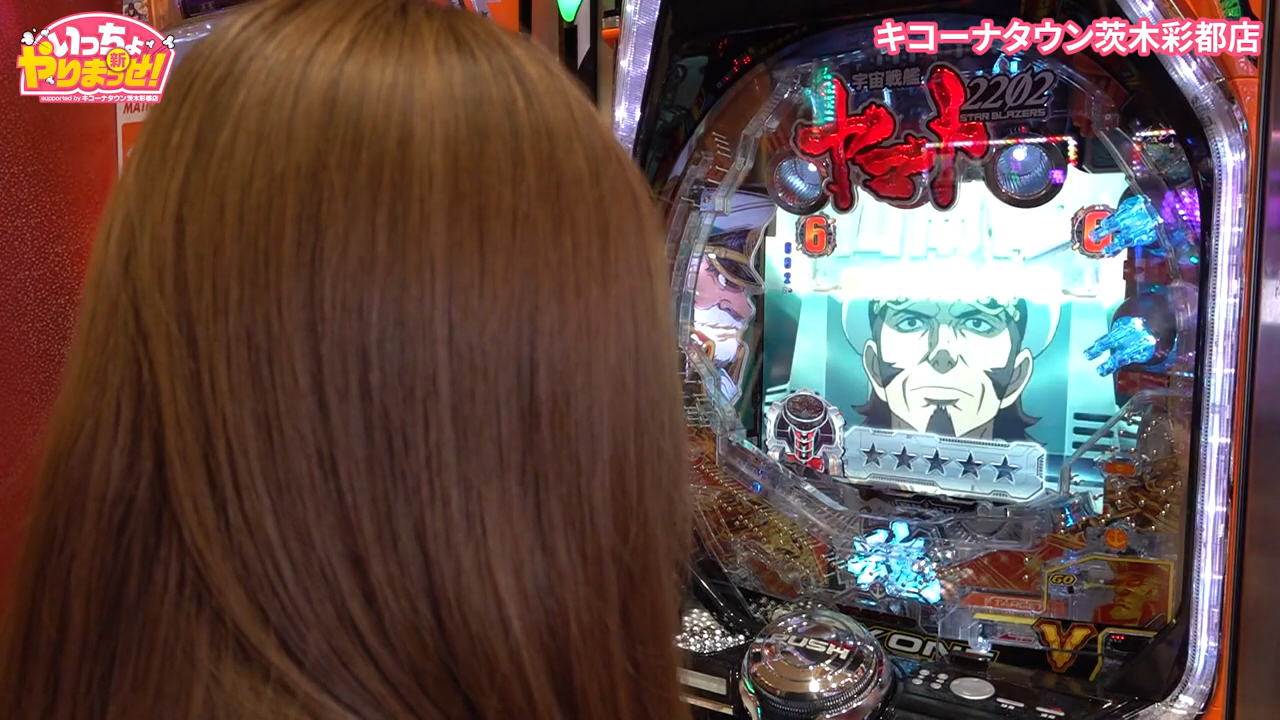 いっちょ
新
やりまっせ!
supported by キコーナタウン茨木彩都店
キコーナタウン茨木彩都店
宇宙戦艦
ヤマト
2202
STAR BLAZERS
6
6
PUSH
GO
TARGET
V